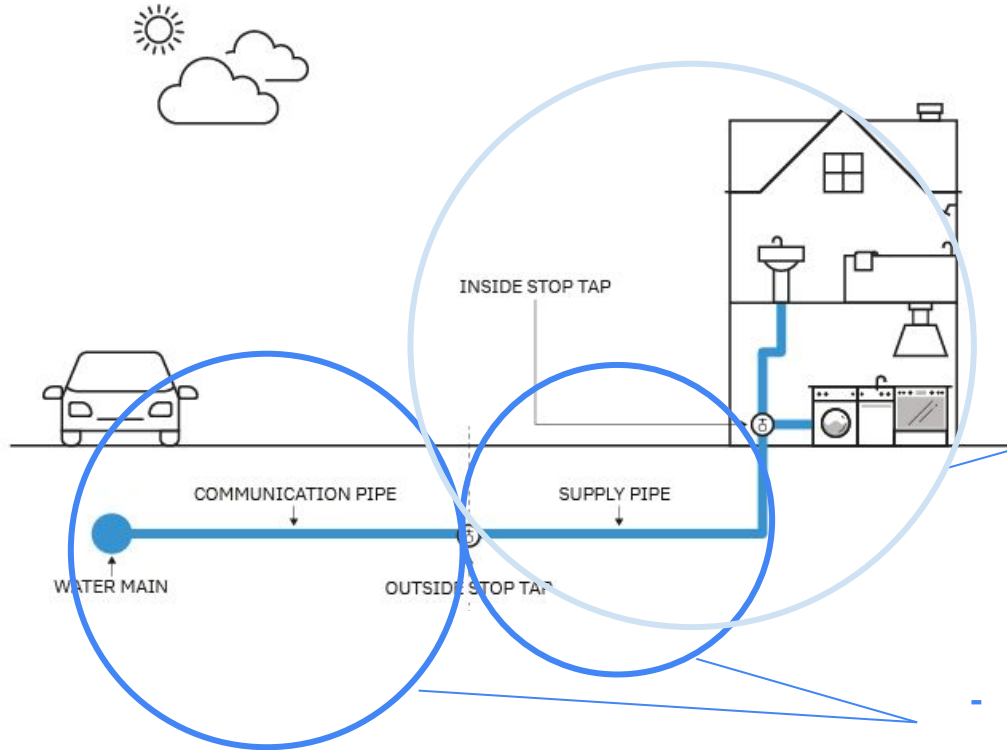 INSIDE STOP TAP
COMMUNICATION PIPE
SUPPLY PIPE
WATER MAIN
OUTSIDE STOP TAP
-